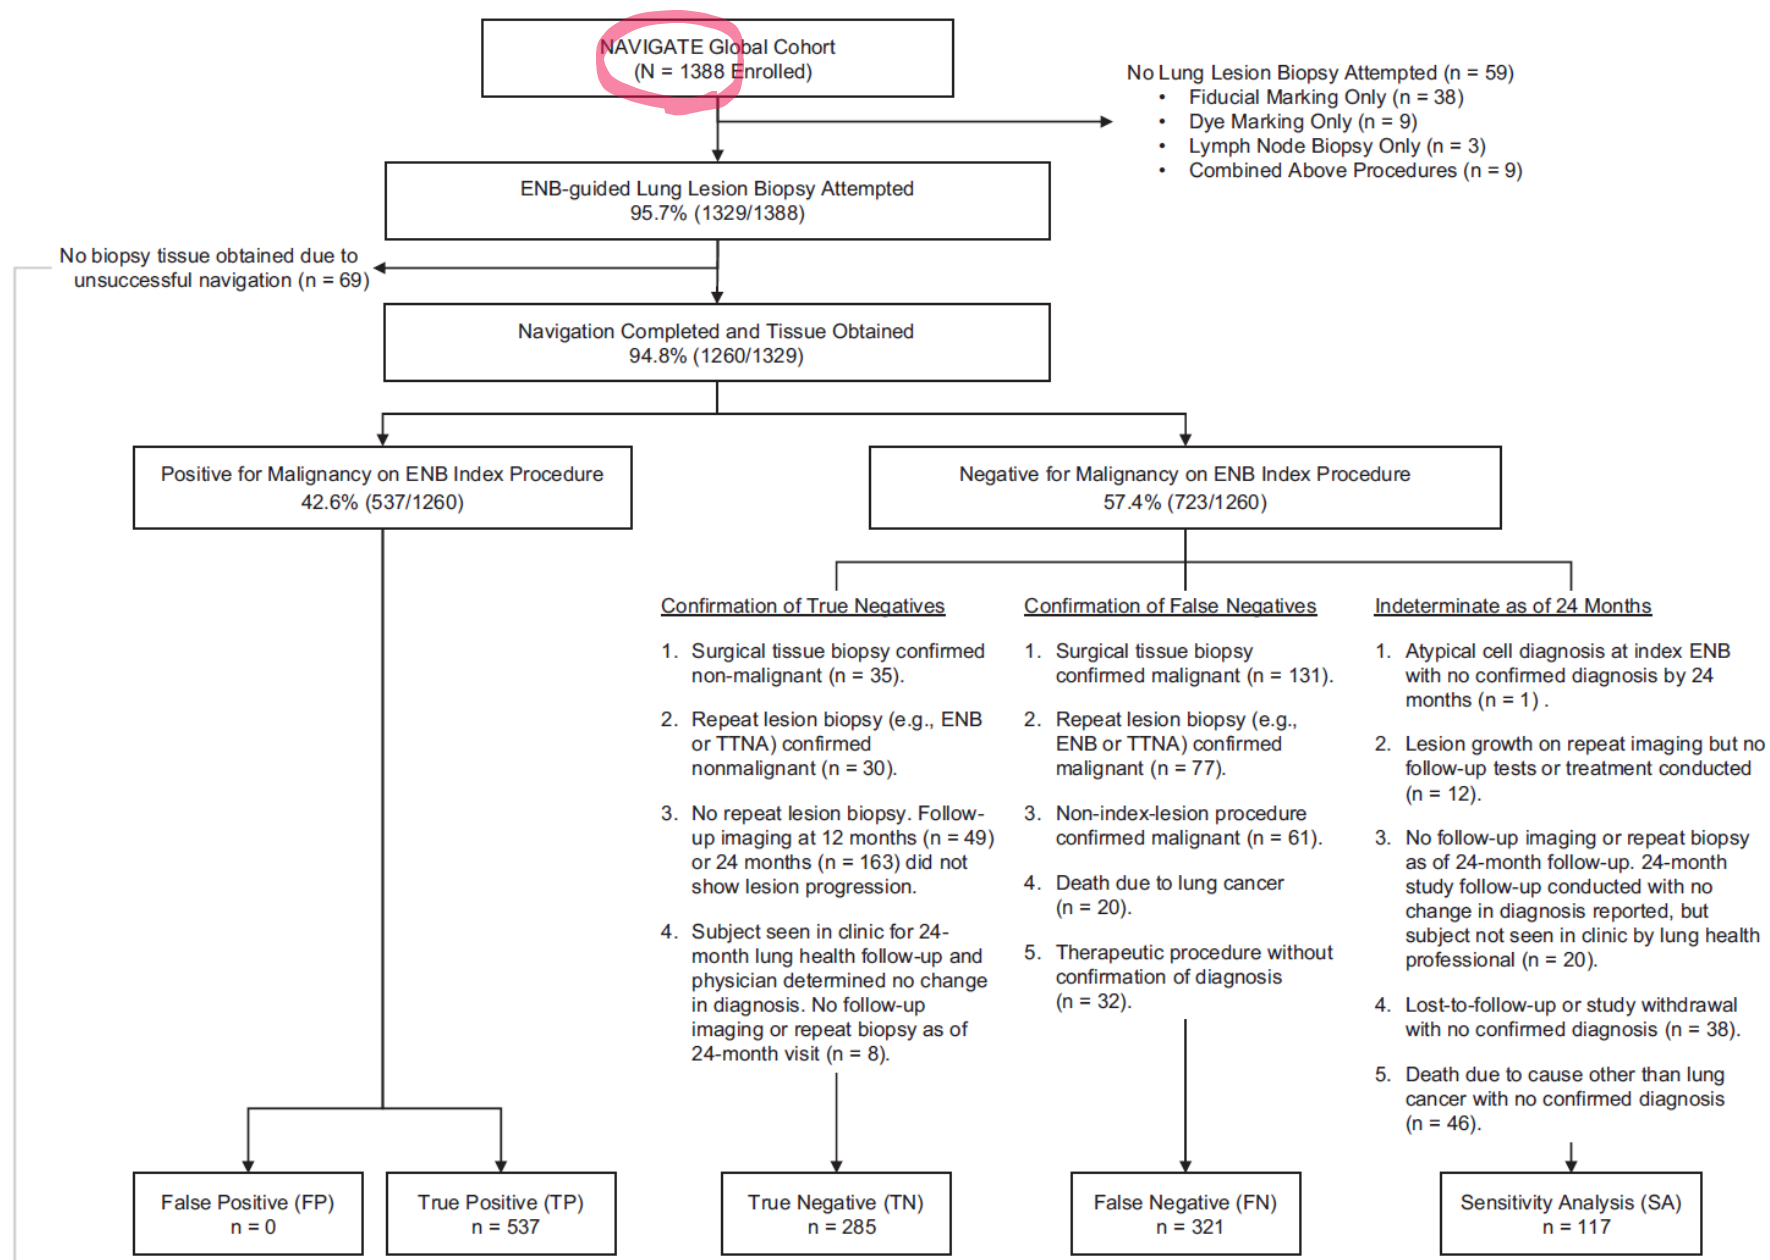 NAVIGATE Global Cohort
(N = 1388 Enrolled)
No Lung Lesion Biopsy Attempted (n = 59)
• Fiducial Marking Only (n = 38)
• Dye Marking Only (n = 9)
• Lymph Node Biopsy Only (n = 3)
• Combined Above Procedures (n = 9)
ENB-guided Lung Lesion Biopsy Attempted
95.7% (1329/1388)
No biopsy tissue obtained due to
unsuccessful navigation (n = 69)
Navigation Completed and Tissue Obtained
94.8% (1260/1329)
Positive for Malignancy on ENB Index Procedure
42.6% (537/1260)
Negative for Malignancy on ENB Index Procedure
57.4% (723/1260)
Confirmation of True Negatives
1. Surgical tissue biopsy confirmed
non-malignant (n = 35).
2. Repeat lesion biopsy (e.g., ENB
or TTNA) confirmed
nonmalignant (n = 30).
3. No repeat lesion biopsy. Follow-
up imaging at 12 months (n = 49)
or 24 months (n = 163) did not
show lesion progression.
4. Subject seen in clinic for 24-
month lung health follow-up and
physician determined no change
in diagnosis. No follow-up
imaging or repeat biopsy as of
24-month visit (n = 8).
Confirmation of False Negatives
1. Surgical tissue biopsy
confirmed malignant (n = 131).
2. Repeat lesion biopsy (e.g.,
ENB or TTNA) confirmed
malignant (n = 77).
3. Non-index-lesion procedure
confirmed malignant (n = 61).
4. Death due to lung cancer
(n = 20).
5. Therapeutic procedure without
confirmation of diagnosis
(n = 32).
Indeterminate as of 24 Months
1. Atypical cell diagnosis at index ENB
with no confirmed diagnosis by 24
months (n = 1) .
2. Lesion growth on repeat imaging but no
follow-up tests or treatment conducted
(n = 12).
3. No follow-up imaging or repeat biopsy
as of 24-month follow-up. 24-month
study follow-up conducted with no
change in diagnosis reported, but
subject not seen in clinic by lung health
professional (n = 20).
4. Lost-to-follow-up or study withdrawal
with no confirmed diagnosis (n = 38).
5. Death due to cause other than lung
cancer with no confirmed diagnosis
(n = 46).
False Positive (FP)
n = 0
True Positive (TP)
n = 537
True Negative (TN)
n = 285
False Negative (FN)
n = 321
Sensitivity Analysis (SA)
n = 117